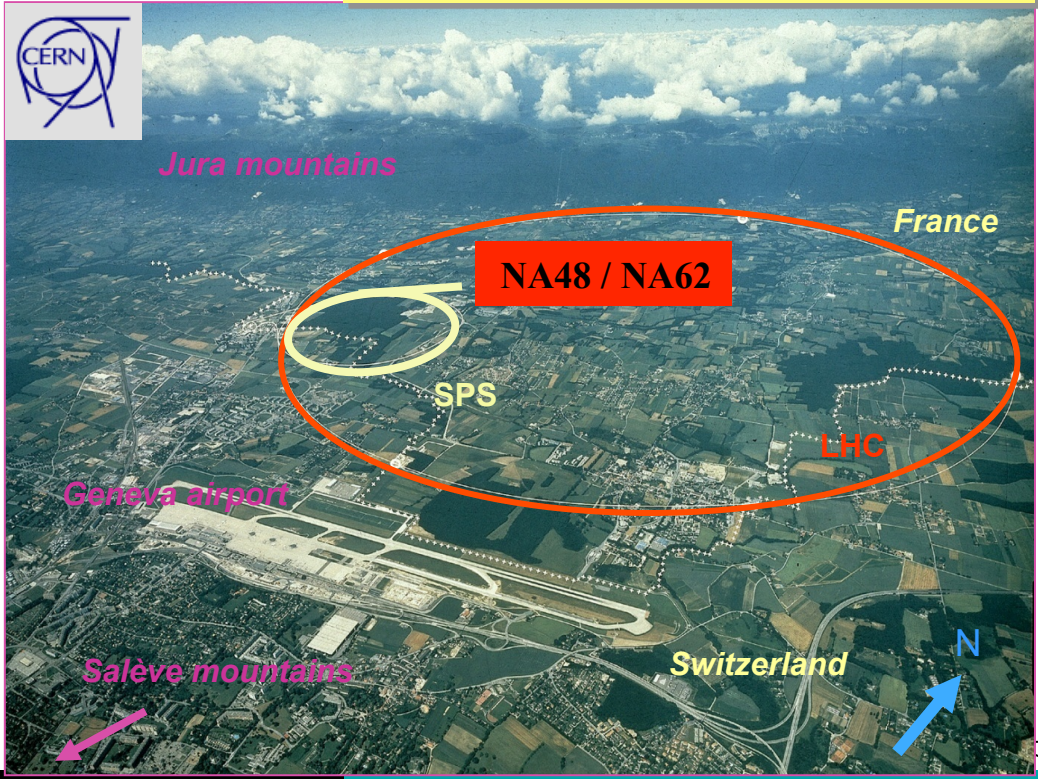 CERN
Jura mountains
France
NA48 / NA62
SPS
LHC
Geneva airport
N
Switzerland
Salève mountains